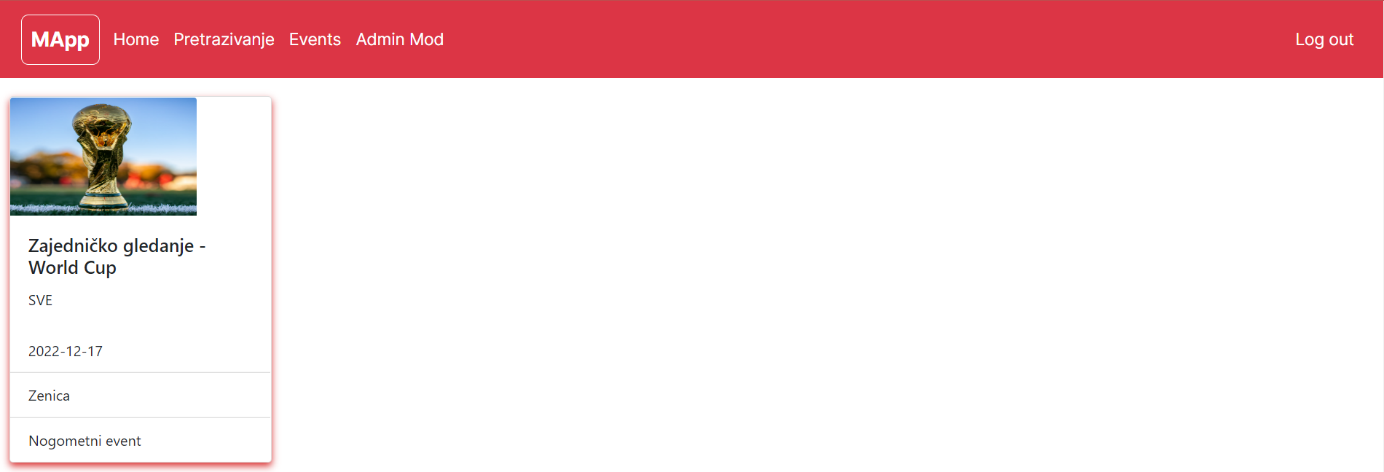 MApp Home Pretrazivanje Events Admin Mod Log out
Zajedničko gledanje -
World Cup
SVE
2022-12-17
Zenica
Nogometni event